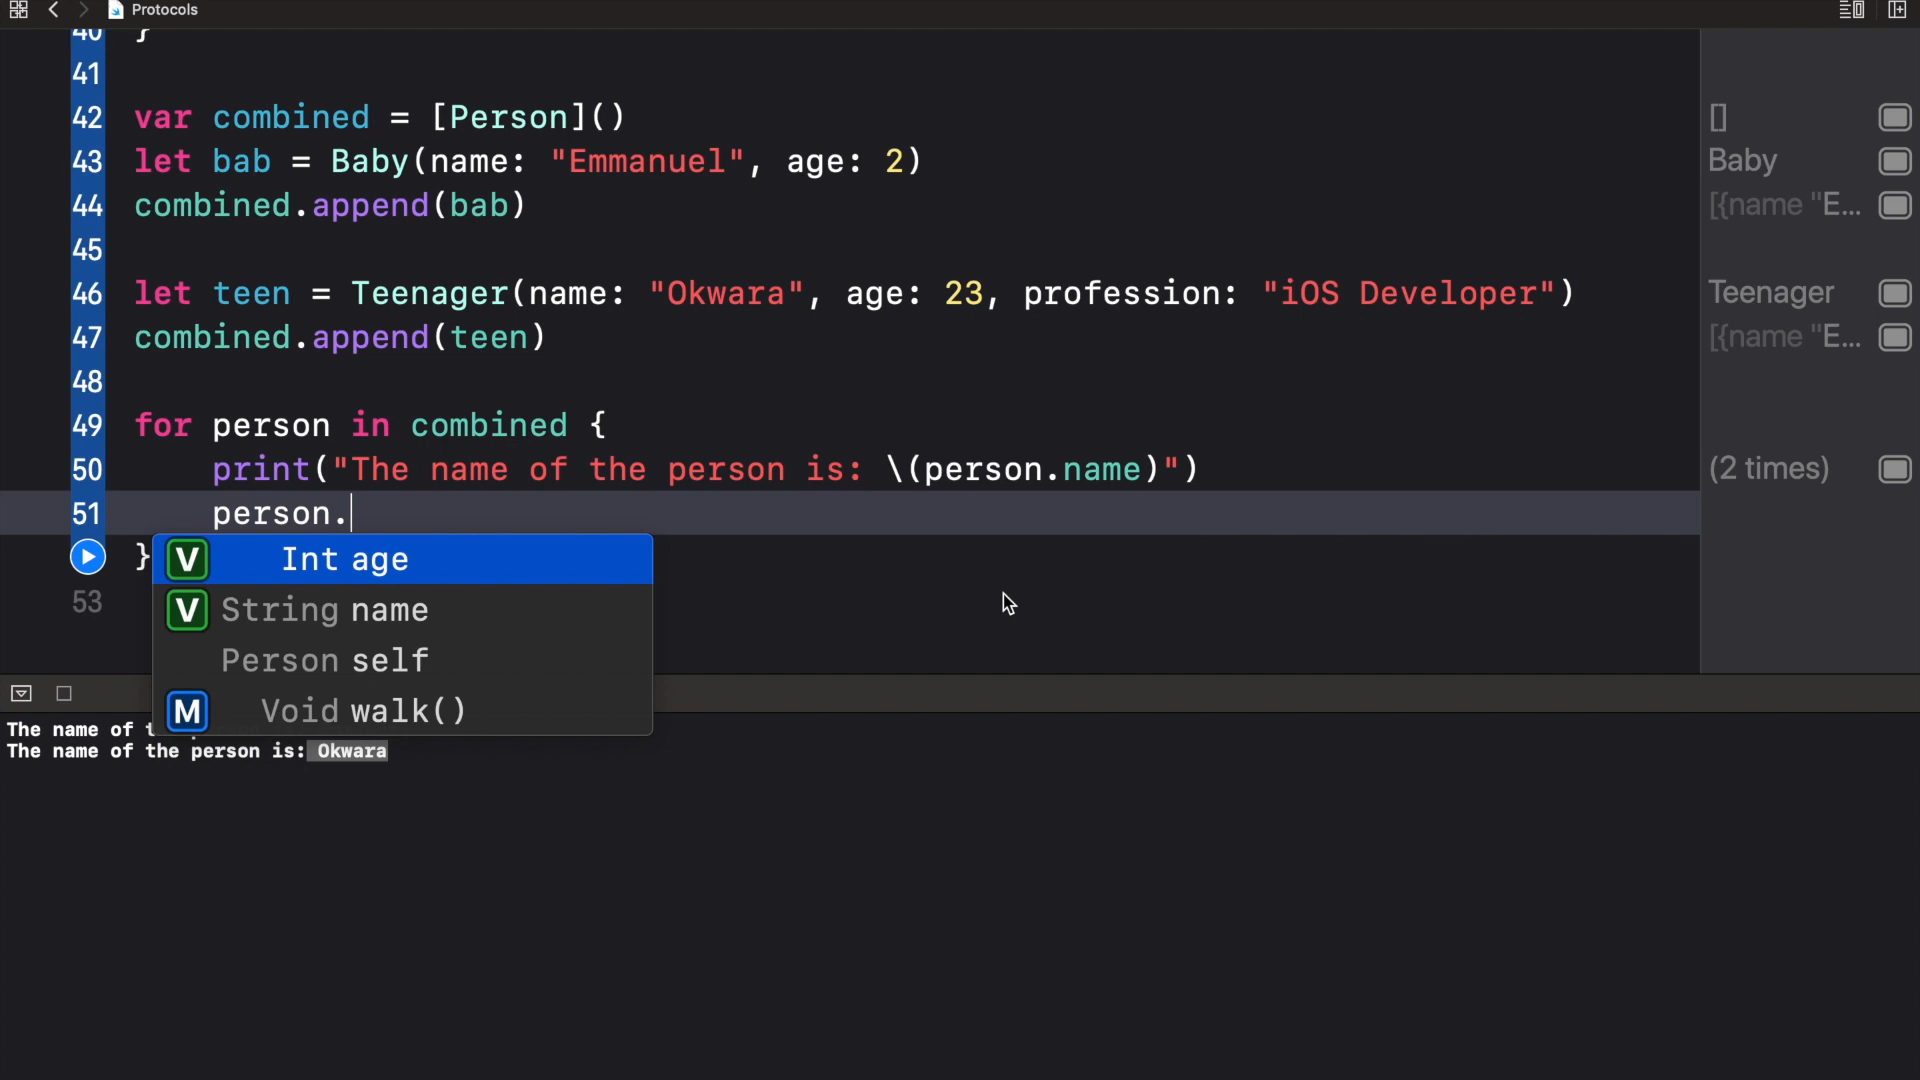 Protocols
40 }
41
42 var combined = [Person]() []
43 let bab = Baby(name: "Emmanuel", age: 2) Baby
44 combined.append(bab) [{name "E...
45
46 let teen = Teenager(name: "Okwara", age: 23, profession: "iOS Developer") Teenager
47 combined.append(teen) [{name "E...
48
49 for person in combined {
50 print("The name of the person is: \(person.name)") (2 times)
51 person.
}
V Int age
53
V String name
Person self
M Void walk()
The name of
The name of the person is: Okwara